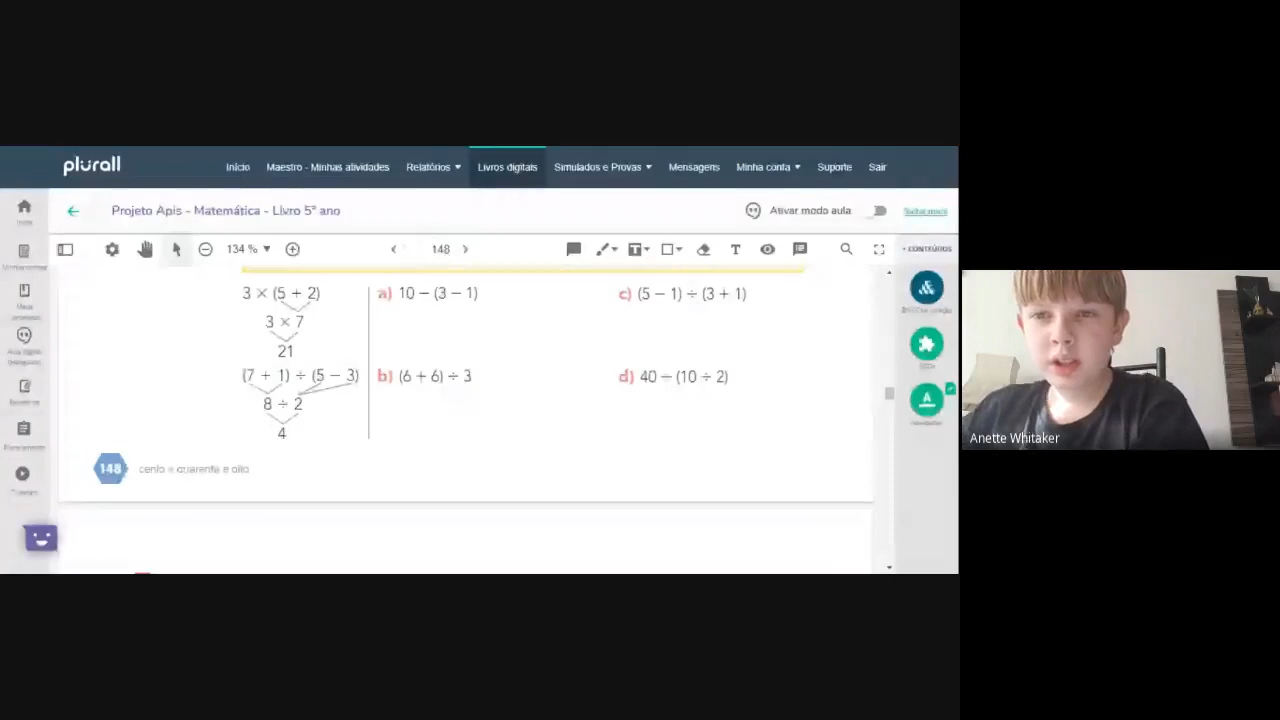 plurall
Início Maestro - Minhas atividades Relatórios Livros digitais Simulados e Provas Mensagens Minha conta Suporte Sair
Projeto Apis - Matemática - Livro 5º ano
Ativar modo aula
134 %
148
CONTEÚDOS
3 × (5 + 2)
3 × 7
21
(7 + 1) ÷ (5 − 3)
8 ÷ 2
4
a) 10 − (3 − 1)
b) (6 + 6) ÷ 3
c) (5 − 1) ÷ (3 + 1)
d) 40 ÷ (10 ÷ 2)
148 cento e quarenta e oito
Anette Whitaker